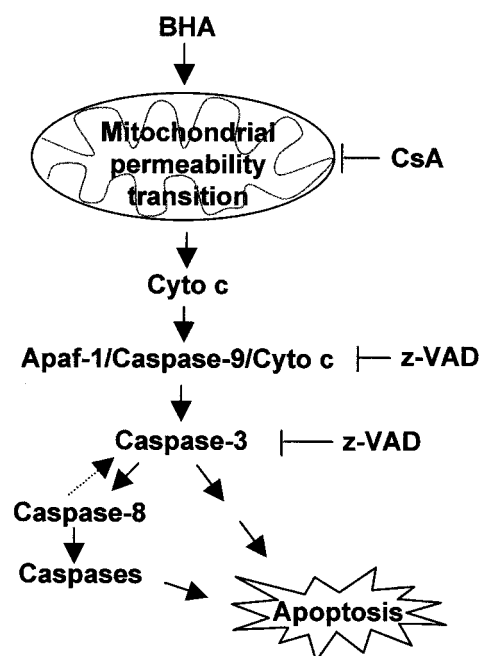 BHA
Mitochondrial
permeability
transition
CsA
Cyto c
Apaf-1/Caspase-9/Cyto c
z-VAD
Caspase-3
z-VAD
Caspase-8
Caspases
Apoptosis